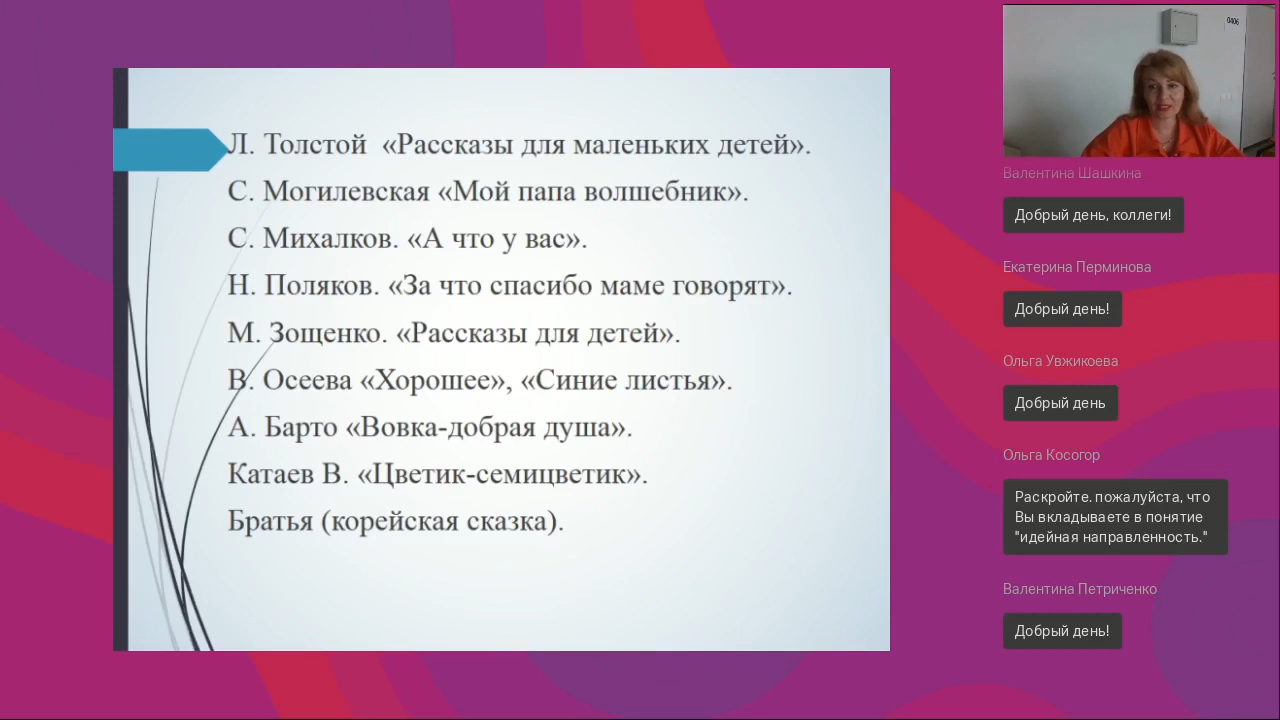 Л. Толстой «Рассказы для маленьких детей».
С. Могилевская «Мой папа волшебник».
С. Михалков. «А что у вас».
Н. Поляков. «За что спасибо маме говорят».
М. Зощенко. «Рассказы для детей».
В. Осеева «Хорошее», «Синие листья».
А. Барто «Вовка-добрая душа».
Катаев В. «Цветик-семицветик».
Братья (корейская сказка).
0406
Валентина Шашкина
Добрый день, коллеги!
Екатерина Перминова
Добрый день!
Ольга Увжикоева
Добрый день
Ольга Косогор
Раскройте. пожалуйста, что
Вы вкладываете в понятие
"идейная направленность."
Валентина Петриченко
Добрый день!